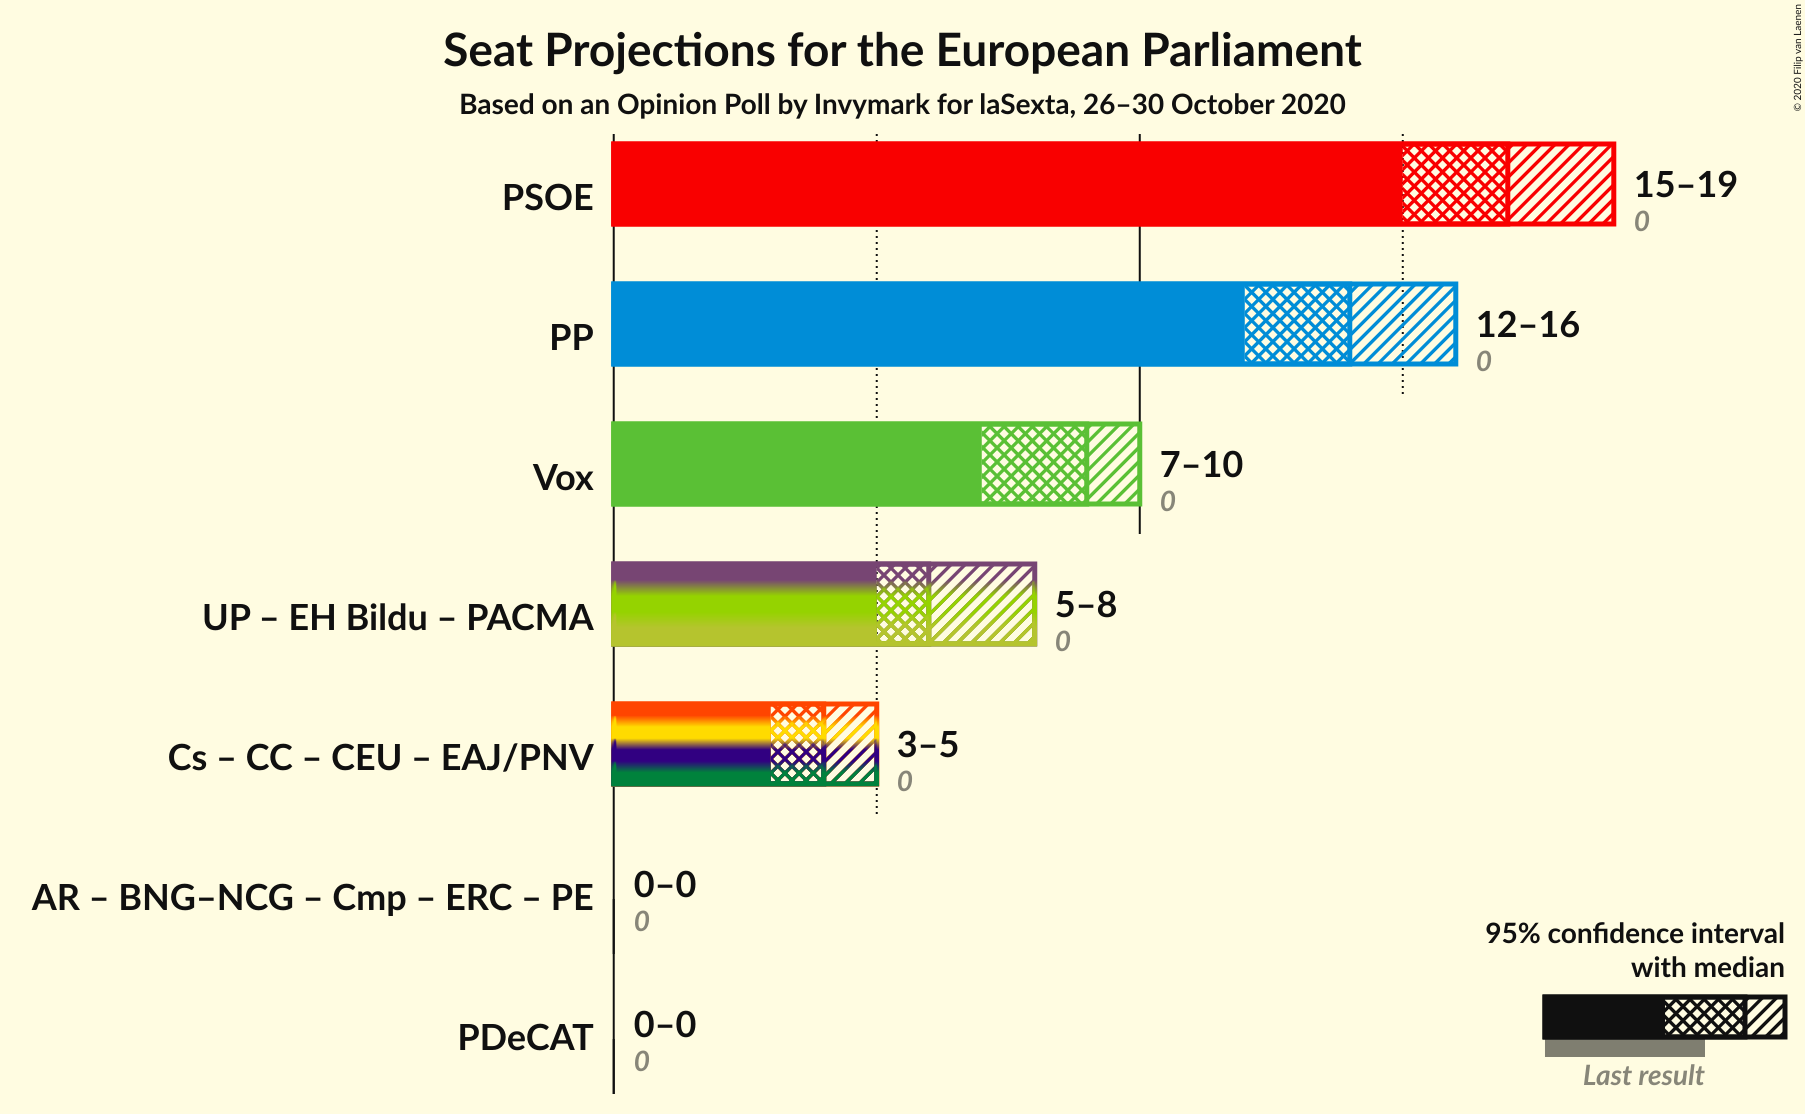 Seat Projections for the European Parliament
Based on an Opinion Poll by Invymark for laSexta, 26–30 October 2020
© 2020 Filip van Laenen
PSOE
15–19
0
PP
12–16
0
Vox
7–10
0
UP – EH Bildu – PACMA
5–8
0
Cs – CC – CEU – EAJ/PNV
3–5
0
AR – BNG–NCG – Cmp – ERC – PE
0–0
0
PDeCAT
0–0
0
95% confidence interval
with median
Last result